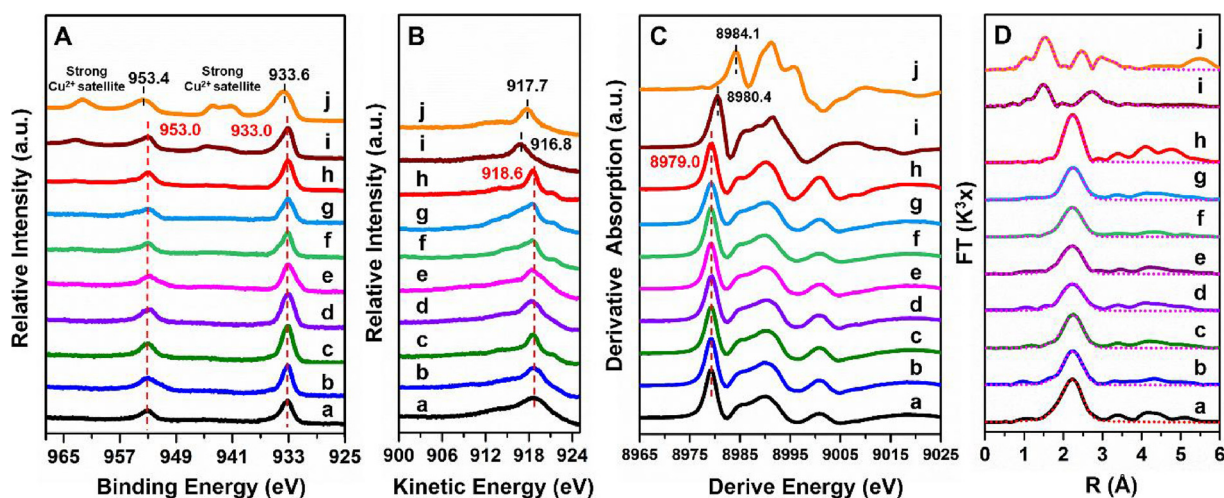 A
Strong
Cu²⁺ satellite
953.4
Strong
Cu²⁺ satellite
933.6
j
953.0
933.0
i
h
g
f
e
d
c
b
a
965
957
949
941
933
925
Binding Energy (eV)
Relative Intensity (a.u.)
B
917.7
j
i
916.8
h
918.6
g
f
e
d
c
b
a
900
908
916
924
Kinetic Energy (eV)
Relative Intensity (a.u.)
C
8984.1
j
8980.4
i
8979.0
h
g
f
e
d
c
b
a
8965
8975
8985
8995
9005
9015
9025
Derive Energy (eV)
Derivative Absorption (a.u.)
D
j
i
h
g
f
e
d
c
b
a
0
1
2
3
4
5
6
R (Å)
FT (K³x)